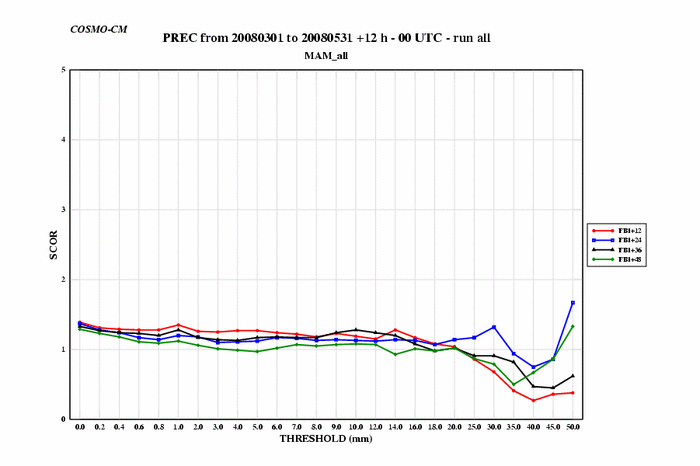 COSMO-CM
PREC from 20080301 to 20080531 +12 h - 00 UTC - run all
MAM_all
5
4
3
2
1
0
SCOR
0.0 0.2 0.4 0.6 0.8 1.0 2.0 3.0 4.0 5.0 6.0 7.0 8.0 9.0 10.0 12.0 14.0 16.0 18.0 20.0 25.0 30.0 35.0 40.0 45.0 50.0
THRESHOLD (mm)
FBI+12
FBI+24
FBI+36
FBI+48